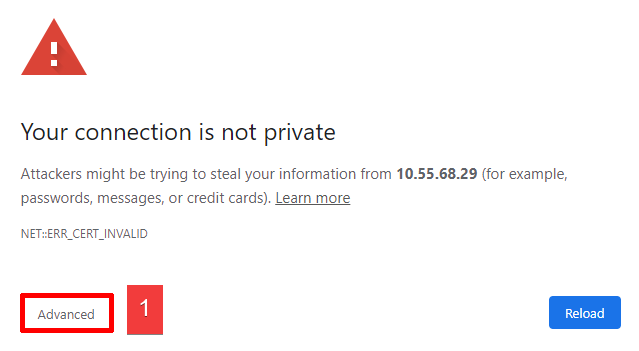 Your connection is not private
Attackers might be trying to steal your information from 10.55.68.29 (for example,
passwords, messages, or credit cards). Learn more
NET::ERR_CERT_INVALID
Advanced
1
Reload